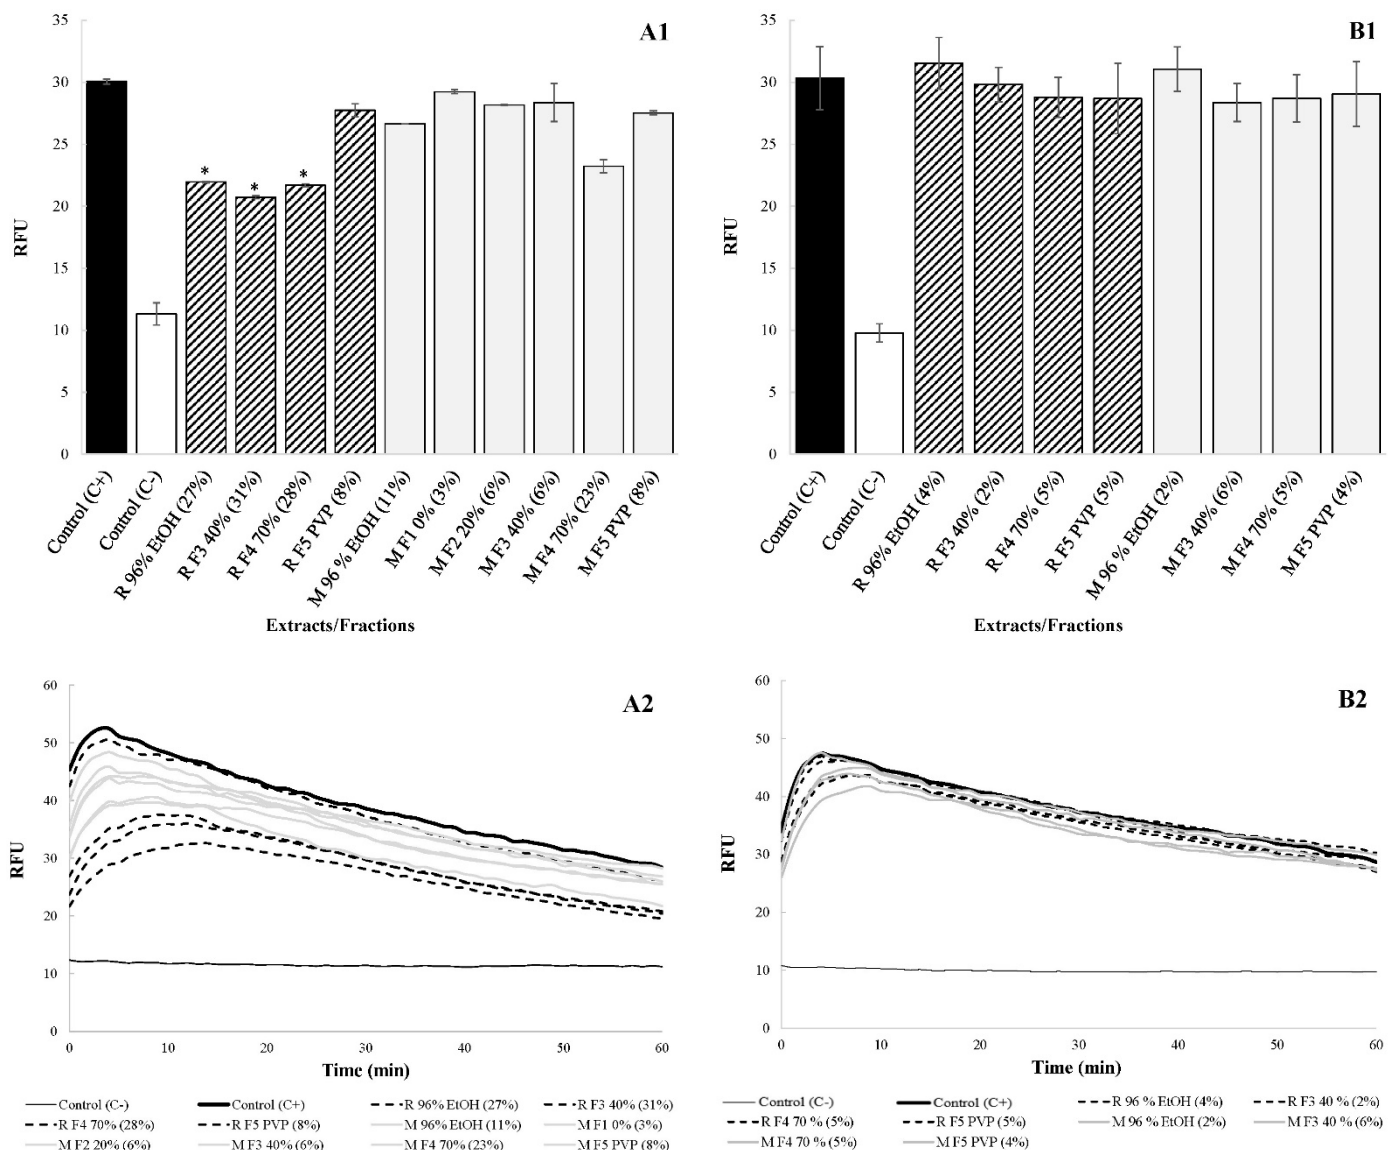 A1
35
30
25
20
15
10
5
0
RFU
* * *
Control (C+)
Control (C-)
R 96% EtOH (27%)
R F3 40% (31%)
R F4 70% (28%)
R F5 PVP (8%)
M 96 % EtOH (11%)
M F1 0% (3%)
M F2 20% (6%)
M F3 40% (6%)
M F4 70% (23%)
M F5 PVP (8%)
Extracts/Fractions
B1
35
30
25
20
15
10
5
0
RFU
Control (C+)
Control (C-)
R 96% EtOH (4%)
R F3 40% (2%)
R F4 70% (5%)
R F5 PVP (5%)
M 96 % EtOH (2%)
M F3 40% (6%)
M F4 70% (5%)
M F5 PVP (4%)
Extracts/Fractions
A2
60
50
40
30
20
10
0
RFU
0 10 20 30 40 50 60
Time (min)
Control (C-) Control (C+) R 96% EtOH (27%) R F3 40% (31%)
R F4 70% (28%) R F5 PVP (8%) M 96% EtOH (11%) M F1 0% (3%)
M F2 20% (6%) M F3 40% (6%) M F4 70% (23%) M F5 PVP (8%)
B2
60
50
40
30
20
10
0
RFU
0 10 20 30 40 50 60
Time (min)
Control (C-) Control (C+) R 96 % EtOH (4%) R F3 40 % (2%)
R F4 70 % (5%) R F5 PVP (5%) M 96 % EtOH (2%) M F3 40% (6%)
M F4 70 % (5%) M F5 PVP (4%)